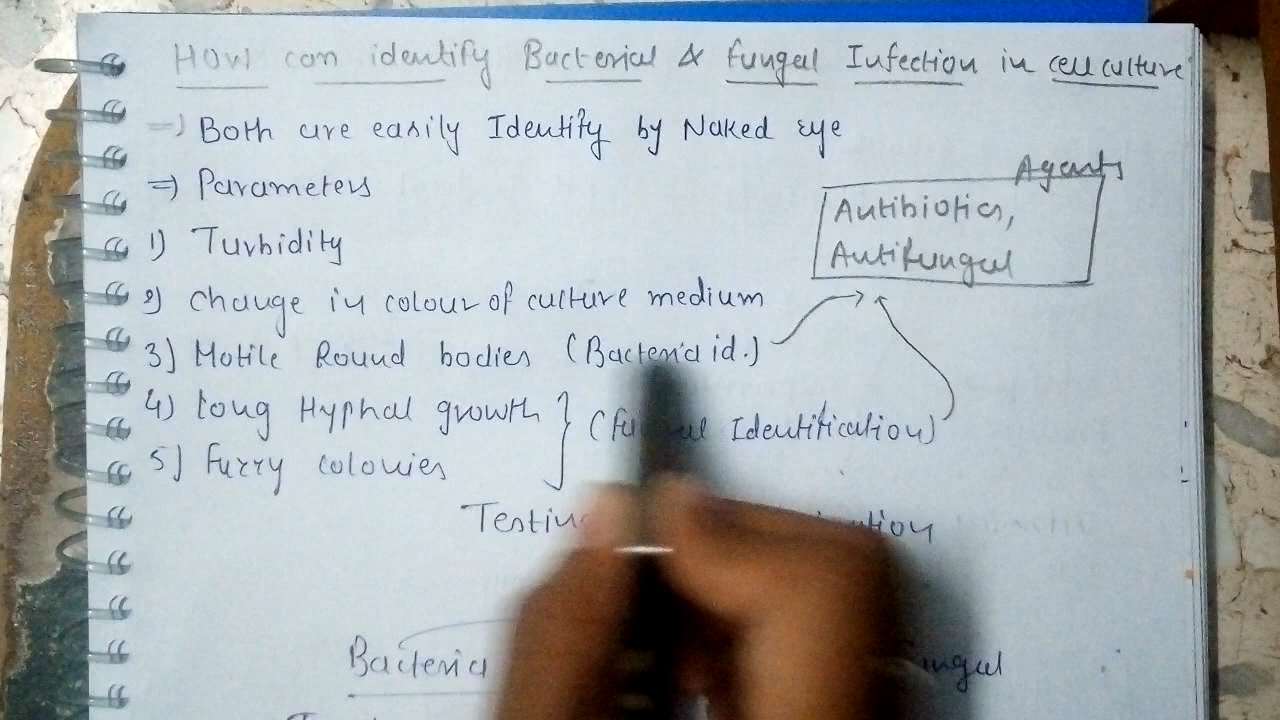 How can identify Bacterial & Fungal Infection in cell culture
=> Both are easily Identify by Naked eye
=> Parameters
Agents
Antibiotics,
Antifungal
1) Turbidity
2) Change in colour of culture medium
3) Motile Round bodies (Bacteria id.)
4) Long Hyphal growth
5) Furry colonies
Identification)
Bacteria